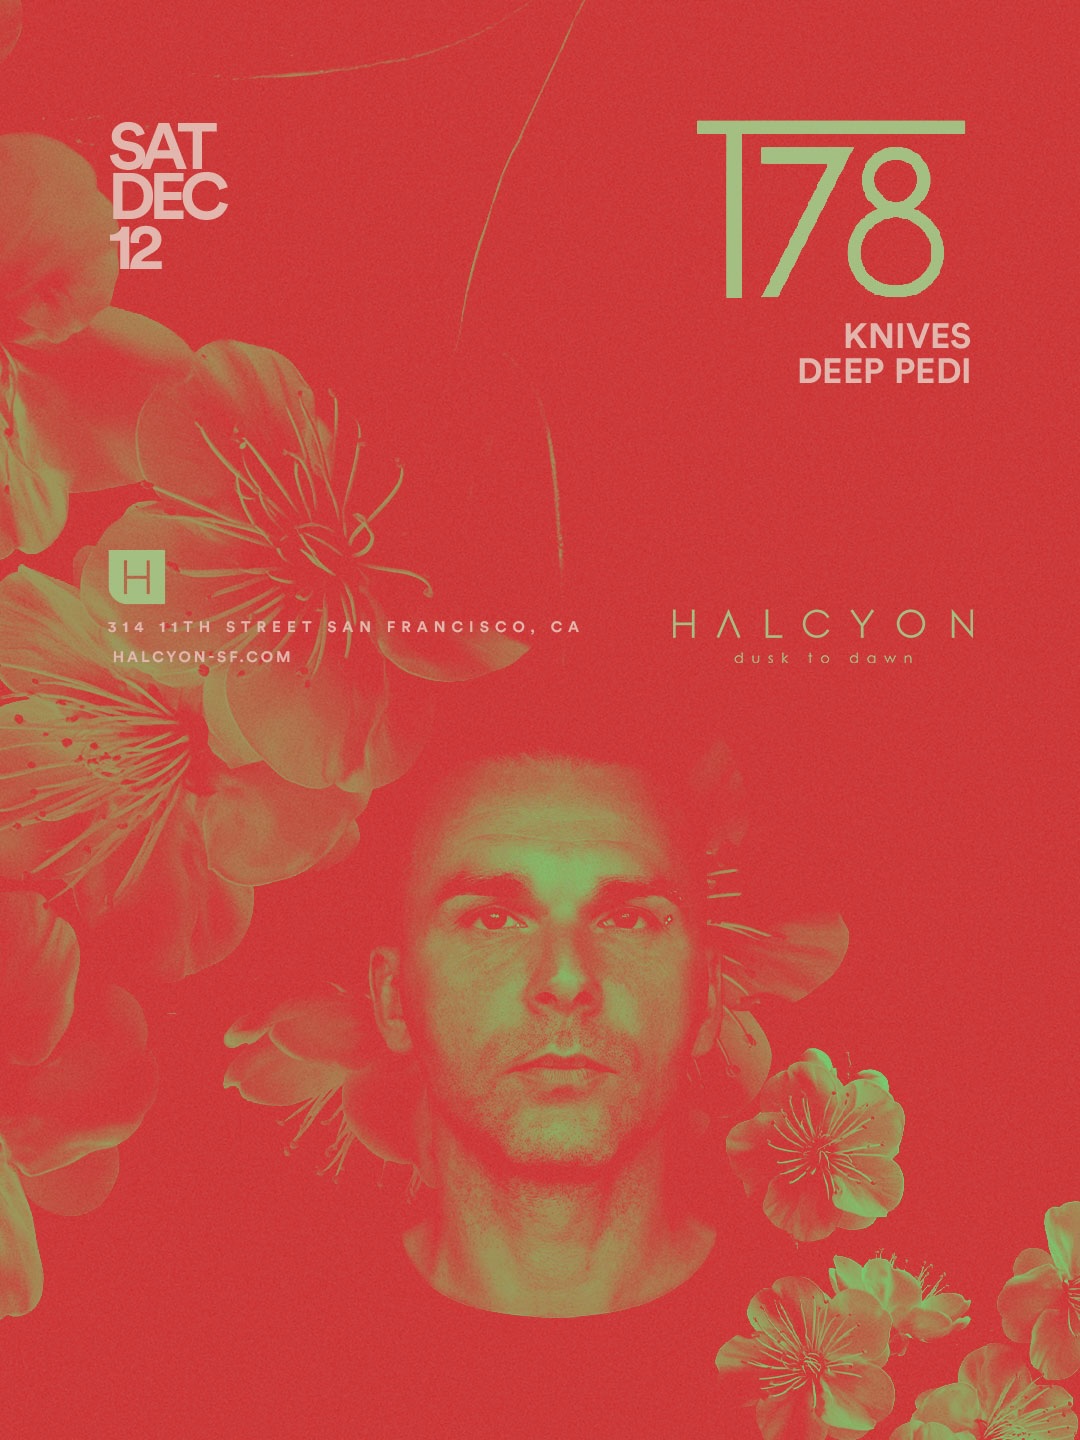 SAT
DEC
12
T78
KNIVES
DEEP PEDI
H
314 11TH STREET SAN FRANCISCO, CA
HALCYON-SF.COM
HALCYON
dusk to dawn